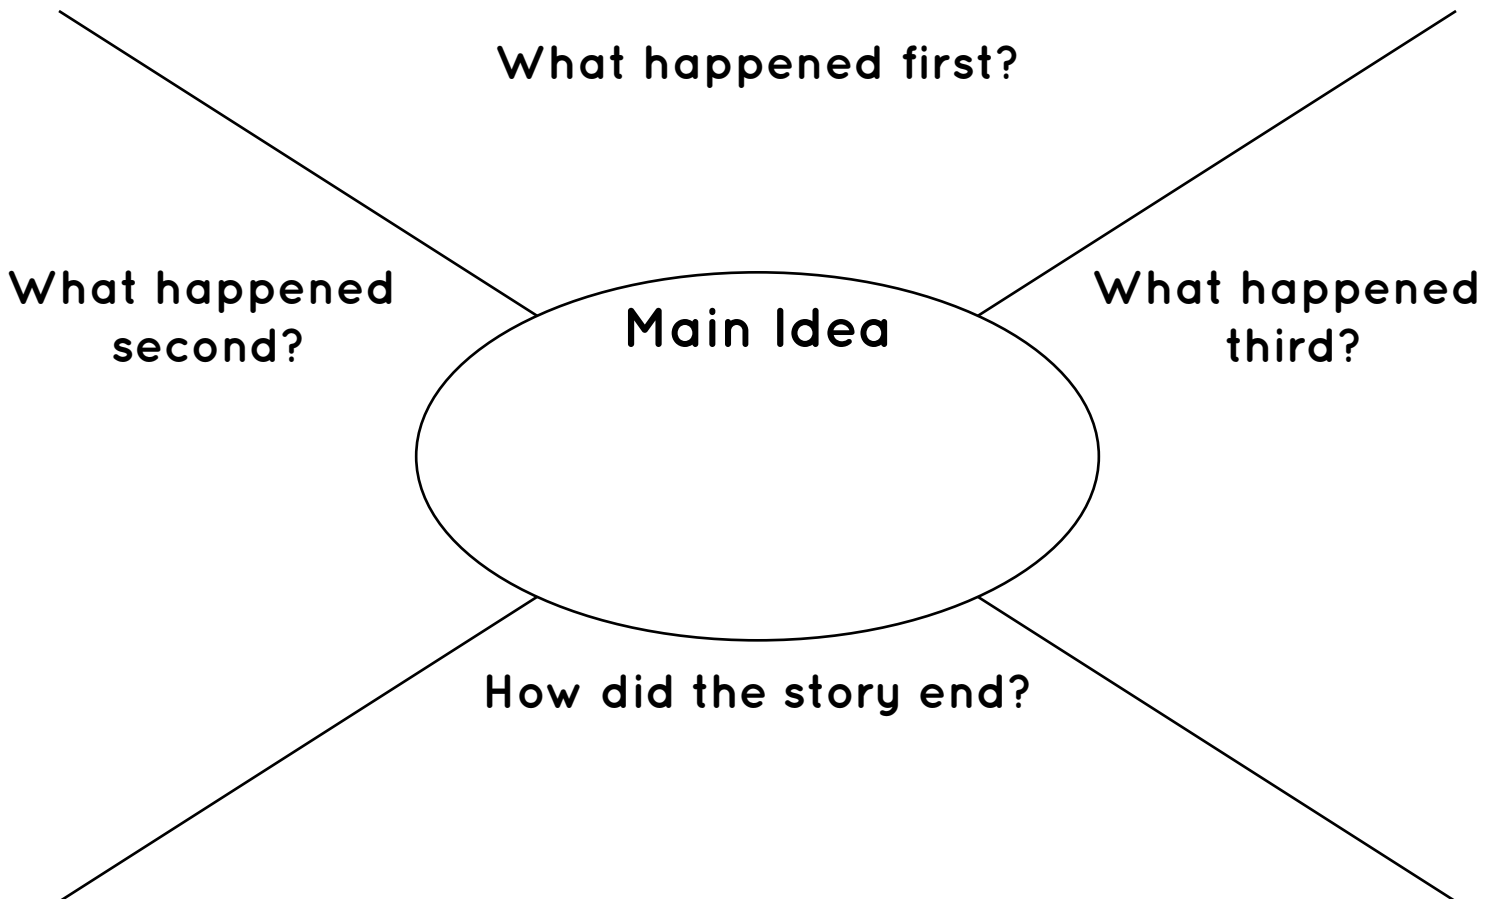 What happened first?
What happened
second?
Main Idea
What happened
third?
How did the story end?